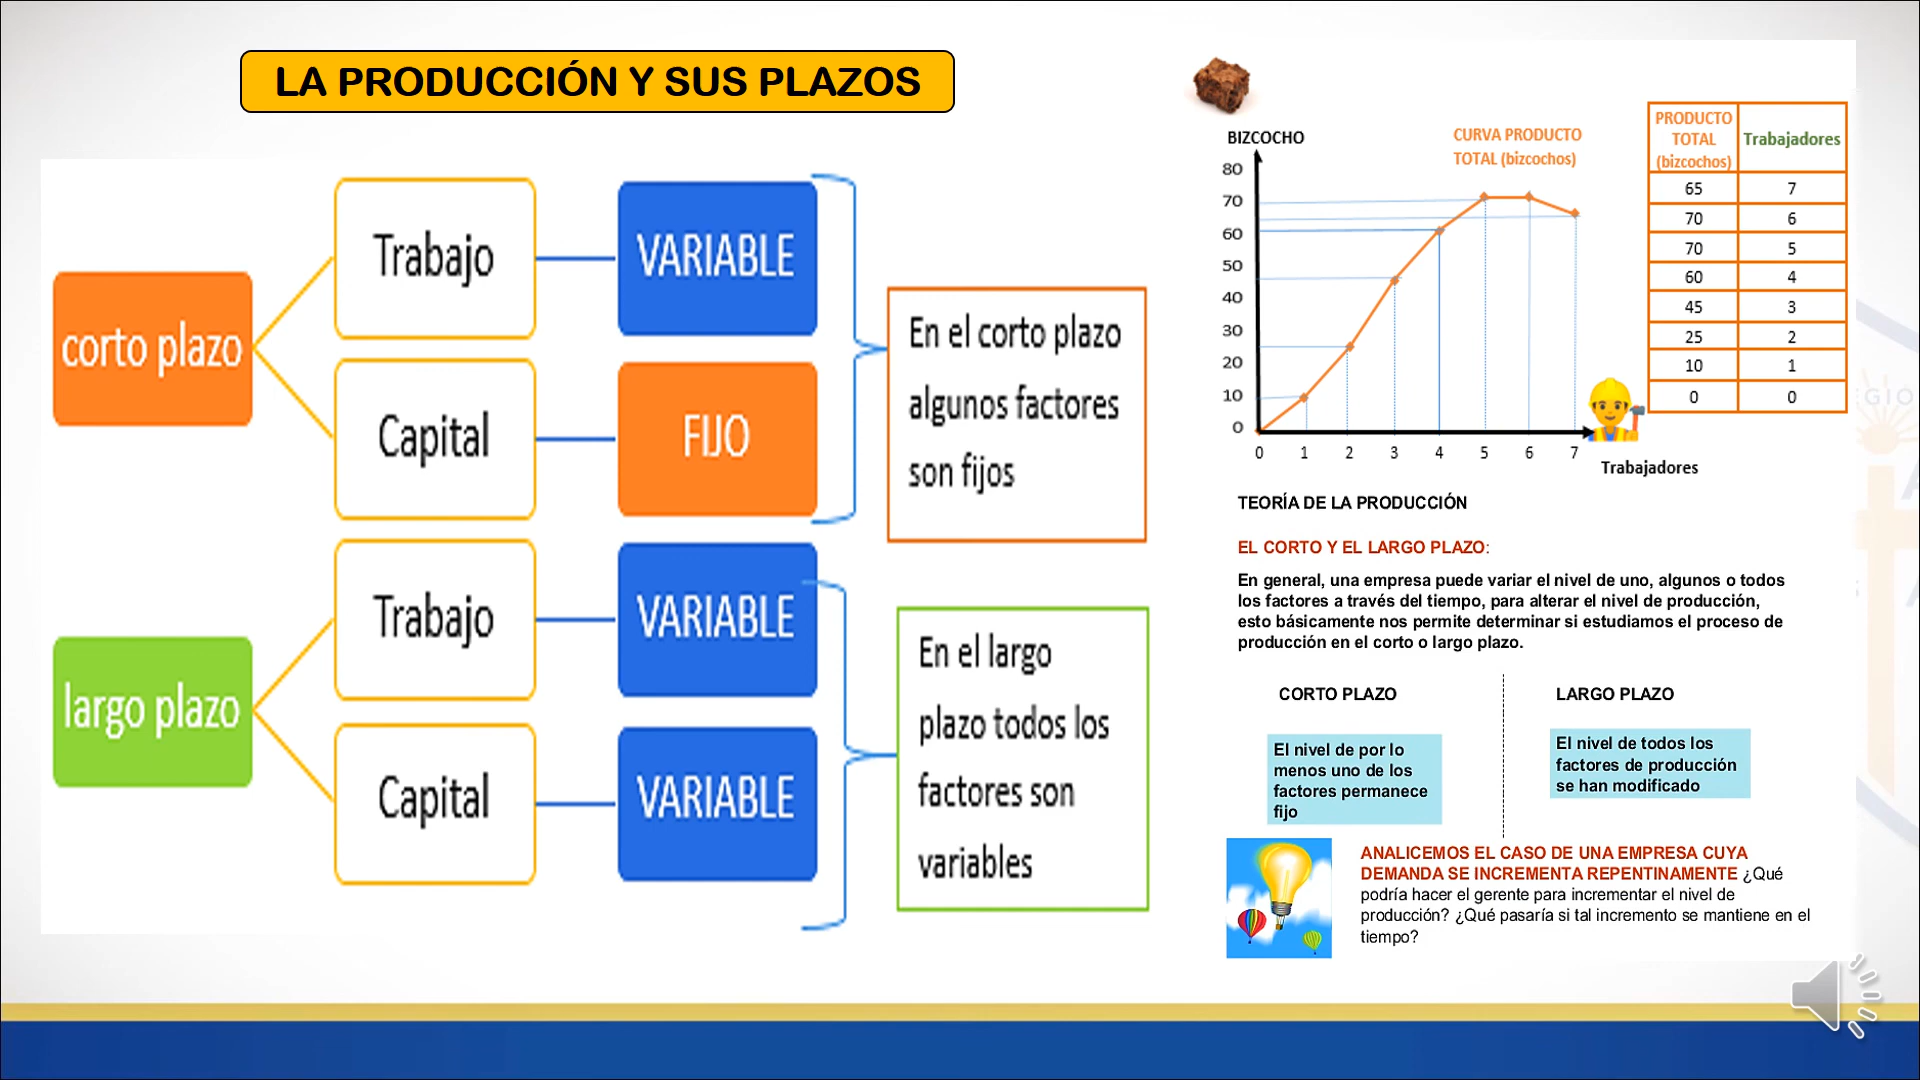 LA PRODUCCIÓN Y SUS PLAZOS
corto plazo
Trabajo
VARIABLE
Capital
FIJO
En el corto plazo
algunos factores
son fijos
largo plazo
Trabajo
VARIABLE
Capital
VARIABLE
En el largo
plazo todos los
factores son
variables
BIZCOCHO
CURVA PRODUCTO
TOTAL (bizcochos)
80
70
60
50
40
30
20
10
0
0 1 2 3 4 5 6 7
Trabajadores
PRODUCTO
TOTAL
(bizcochos)
Trabajadores
65 7
70 6
70 5
60 4
45 3
25 2
10 1
0 0
TEORÍA DE LA PRODUCCIÓN
EL CORTO Y EL LARGO PLAZO:
En general, una empresa puede variar el nivel de uno, algunos o todos
los factores a través del tiempo, para alterar el nivel de producción,
esto básicamente nos permite determinar si estudiamos el proceso de
producción en el corto o largo plazo.
CORTO PLAZO
El nivel de por lo
menos uno de los
factores permanece
fijo
LARGO PLAZO
El nivel de todos los
factores de producción
se han modificado
ANALICEMOS EL CASO DE UNA EMPRESA CUYA
DEMANDA SE INCREMENTA REPENTINAMENTE ¿Qué
podría hacer el gerente para incrementar el nivel de
producción? ¿Qué pasaría si tal incremento se mantiene en el
tiempo?